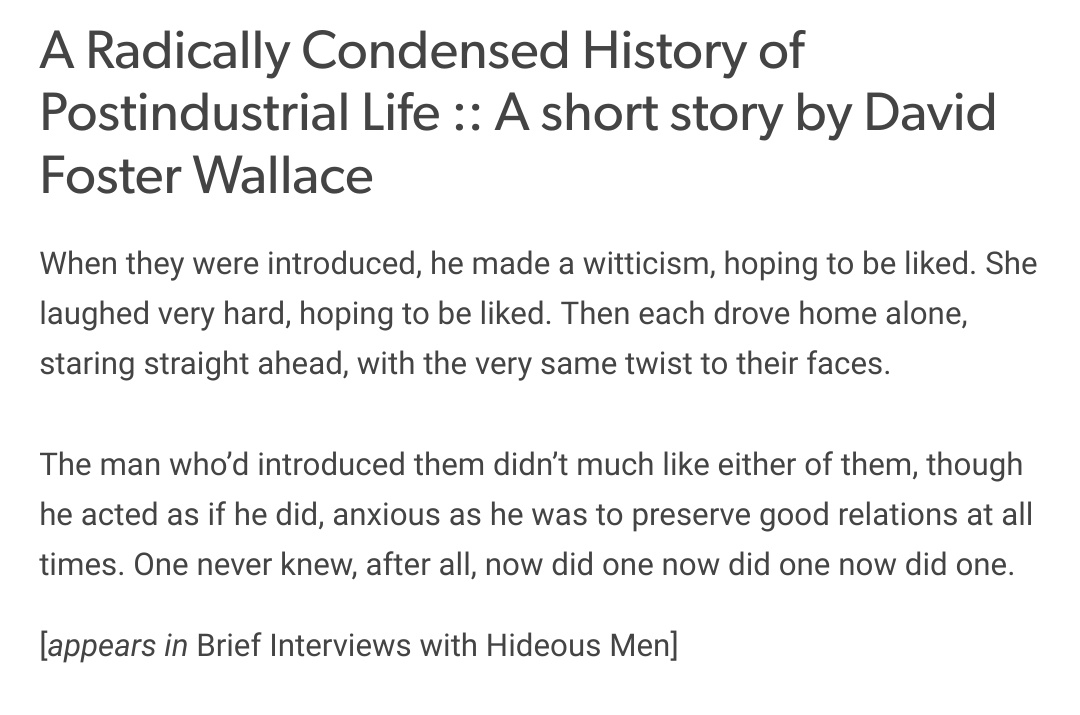 A Radically Condensed History of
Postindustrial Life :: A short story by David
Foster Wallace
When they were introduced, he made a witticism, hoping to be liked. She
laughed very hard, hoping to be liked. Then each drove home alone,
staring straight ahead, with the very same twist to their faces.
The man who’d introduced them didn’t much like either of them, though
he acted as if he did, anxious as he was to preserve good relations at all
times. One never knew, after all, now did one now did one now did one.
[appears in Brief Interviews with Hideous Men]